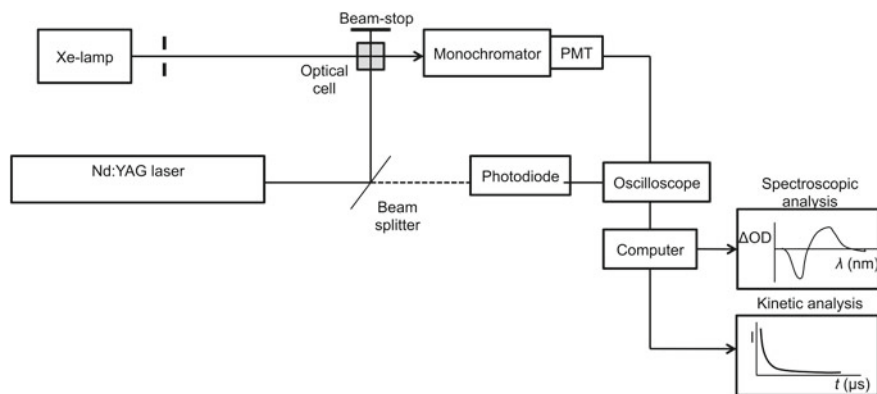 Beam-stop
Xe-lamp
Optical
cell
Monochromator
PMT
Nd:YAG laser
Beam
splitter
Photodiode
Oscilloscope
Computer
Spectroscopic
analysis
ΔOD
λ (nm)
Kinetic analysis
I
t (μs)